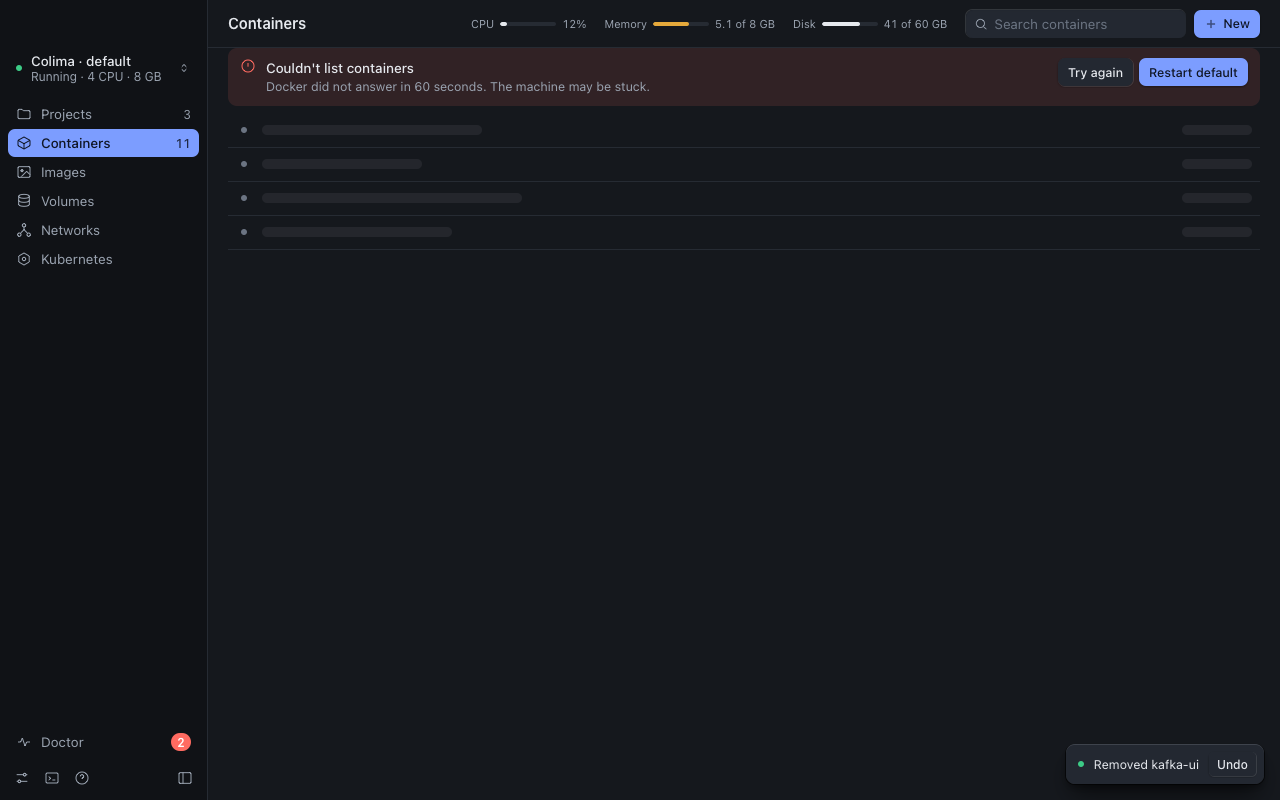 Colima · default
Running · 4 CPU · 8 GB
Projects 3
Containers 11
Images
Volumes
Networks
Kubernetes
Doctor 2
Containers
CPU 12% Memory 5.1 of 8 GB Disk 41 of 60 GB
Search containers
New
Couldn't list containers
Docker did not answer in 60 seconds. The machine may be stuck.
Try again
Restart default
Removed kafka-ui Undo